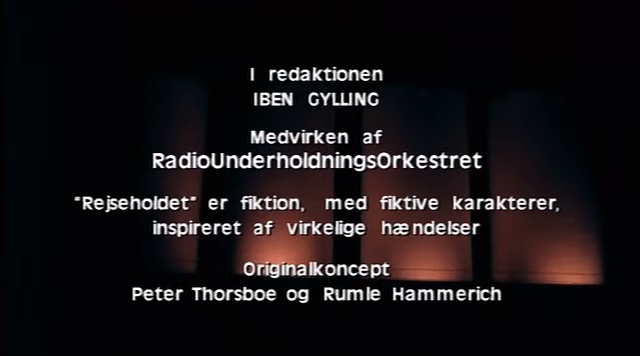 I redaktionen
IBEN GYLLING
Medvirken af
RadioUnderholdningsOrkestret
"Rejseholdet" er fiktion, med fiktive karakterer,
inspireret af virkelige hændelser
Originalkoncept
Peter Thorsboe og Rumle Hammerich